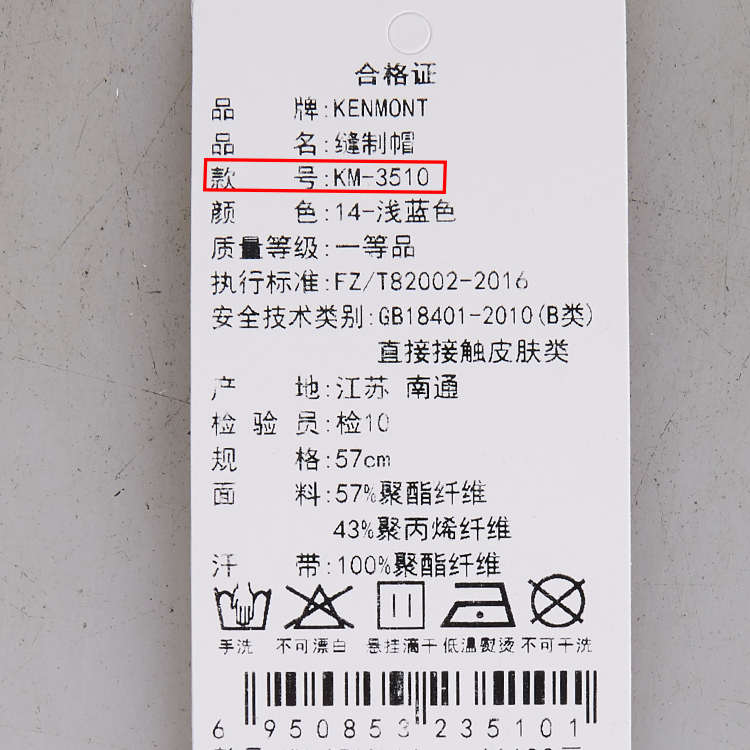 合格证
品 牌:KENMONT
品 名:缝制帽
款 号:KM-3510
颜 色:14-浅蓝色
质量等级:一等品
执行标准:FZ/T82002-2016
安全技术类别:GB18401-2010(B类)
直接接触皮肤类
产 地:江苏 南通
检 验 员:检10
规 格:57cm
面 料:57%聚酯纤维
43%聚丙烯纤维
汗 带:100%聚酯纤维
手洗 不可漂白 悬挂滴干 低温熨烫 不可干洗
6 950853 235101